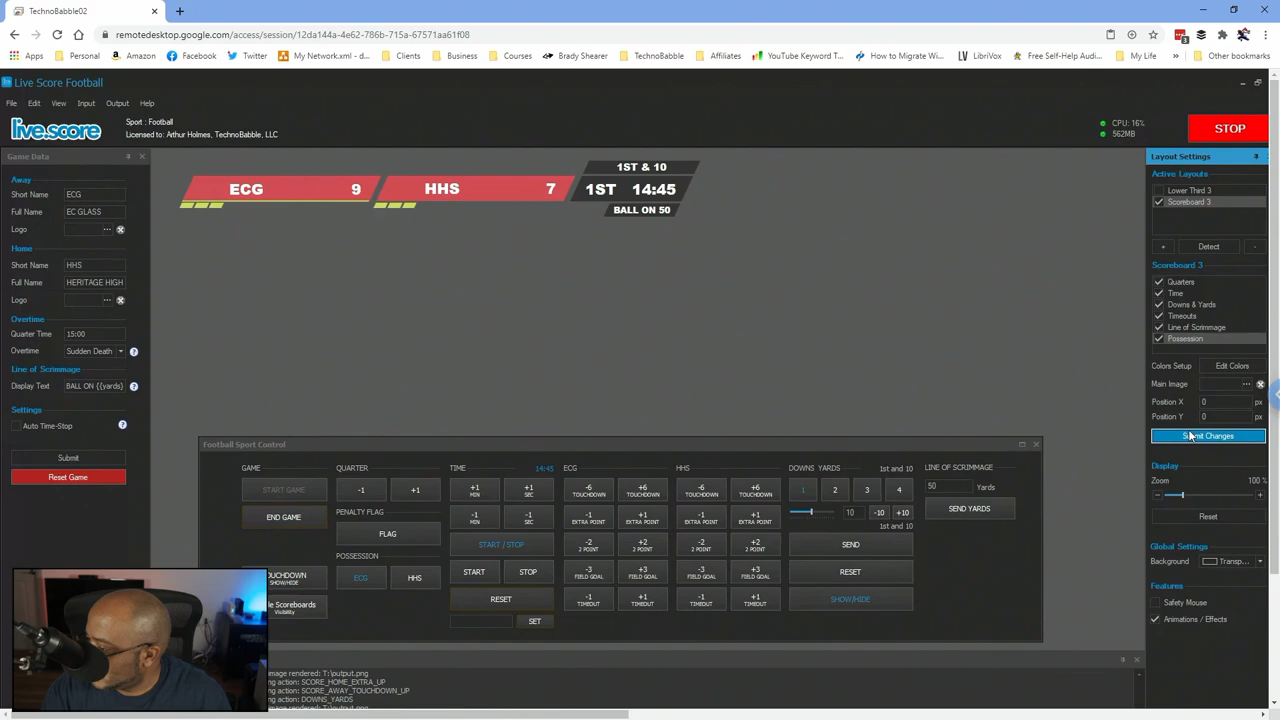 TechnoBabble02
remotedesktop.google.com/access/session/12da144a-4e62-786b-715a-67571aa61f08
Apps Personal Amazon Facebook Twitter My Network.xml - d... Clients Business Courses Brady Shearer TechnoBabble Affiliates YouTube Keyword T... How to Migrate Wi... LibriVox Free Self-Help Audi... My Life » Other bookmarks
Live Score Football
File Edit View Input Output Help
live.score
Sport : Football
Licensed to: Arthur Holmes, TechnoBabble, LLC
CPU: 16%
562MB
STOP
Game Data
Away
Short Name ECG
Full Name EC GLASS
Logo ...
Home
Short Name HHS
Full Name HERITAGE HIGH
Logo ...
Overtime
Quarter Time 15:00
Overtime Sudden Death
Line of Scrimmage
Display Text BALL ON {{yards}
Settings
Auto Time-Stop
Submit
Reset Game
1ST & 10
ECG 9 HHS 7 1ST 14:45
BALL ON 50
Layout Settings
Active Layouts
Lower Third 3
Scoreboard 3
+ Detect -
Scoreboard 3
Quarters
Time
Downs & Yards
Timeouts
Line of Scrimmage
Possession
Colors Setup Edit Colors
Main Image ...
Position X 0 px
Position Y 0 px
Changes
Display
Zoom 100 %
- +
Reset
Global Settings
Background Transp...
Features
Safety Mouse
Animations / Effects
Football Sport Control
GAME QUARTER TIME 14:45 ECG HHS DOWNS YARDS 1st and 10 LINE OF SCRIMMAGE
START GAME
END GAME
-1 +1
PENALTY FLAG
FLAG
POSSESSION
ECG HHS
+1 MIN +1 SEC
-1 MIN -1 SEC
START / STOP
START STOP
RESET
SET
-6 TOUCHDOWN +6 TOUCHDOWN
-1 EXTRA POINT +1 EXTRA POINT
-2 2 POINT +2 2 POINT
-3 FIELD GOAL +3 FIELD GOAL
-1 TIMEOUT +1 TIMEOUT
-6 TOUCHDOWN +6 TOUCHDOWN
-1 EXTRA POINT +1 EXTRA POINT
-2 2 POINT +2 2 POINT
-3 FIELD GOAL +3 FIELD GOAL
-1 TIMEOUT +1 TIMEOUT
1 2 3 4
10 -10 +10
1st and 10
SEND
RESET
SHOW/HIDE
50 Yards
SEND YARDS
SHOW/HIDE
Scoreboards
Visibility
mage rendered: T:\output.png
ng action: SCORE_HOME_EXTRA_UP
ng action: SCORE_AWAY_TOUCHDOWN_UP
ng action: DOWNS_YARDS